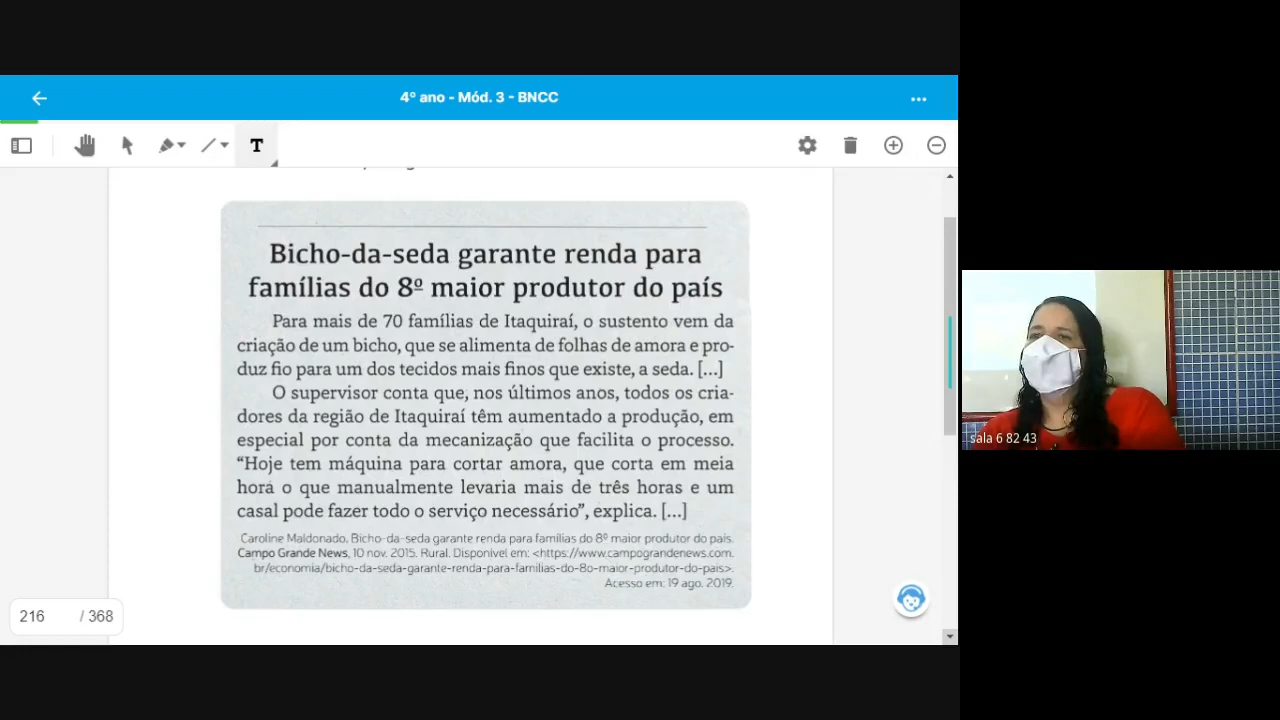 4º ano - Mód. 3 - BNCC
T
Bicho-da-seda garante renda para
famílias do 8º maior produtor do país
Para mais de 70 famílias de Itaquiraí, o sustento vem da
criação de um bicho, que se alimenta de folhas de amora e pro-
duz fio para um dos tecidos mais finos que existe, a seda. [...]
O supervisor conta que, nos últimos anos, todos os cria-
dores da região de Itaquiraí têm aumentado a produção, em
especial por conta da mecanização que facilita o processo.
“Hoje tem máquina para cortar amora, que corta em meia
hora o que manualmente levaria mais de três horas e um
casal pode fazer todo o serviço necessário”, explica. [...]
Caroline Maldonado. Bicho-da-seda garante renda para famílias do 8º maior produtor do país.
Campo Grande News, 10 nov. 2015. Rural. Disponível em: <https://www.campograndenews.com.
br/economia/bicho-da-seda-garante-renda-para-familias-do-8o-maior-produtor-do-pais>.
Acesso em: 19 ago. 2019.
216 / 368
sala 6 82 43